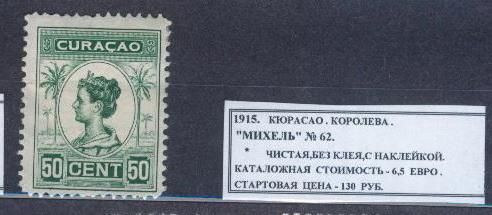 CURAÇAO
50 CENT 50
1915. КЮРАСАО . КОРОЛЕВА .
"МИХЕЛЬ" № 62.
* ЧИСТАЯ,БЕЗ КЛЕЯ,С НАКЛЕЙКОЙ.
КАТАЛОЖНАЯ СТОИМОСТЬ - 6,5 ЕВРО .
СТАРТОВАЯ ЦЕНА - 130 РУБ.